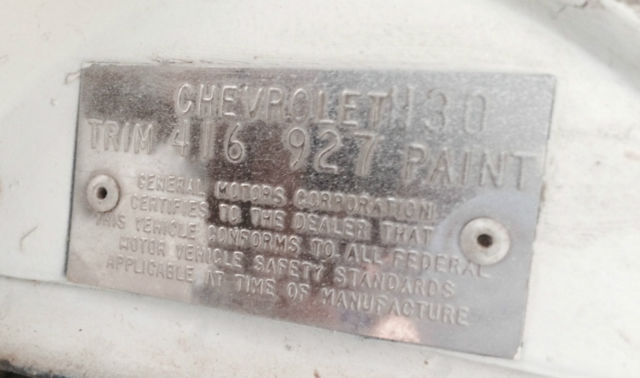 CHEVROLET 130
TRIM 416 927 PAINT
GENERAL MOTORS CORPORATION
CERTIFIES TO THE DEALER THAT
THIS VEHICLE CONFORMS TO ALL FEDERAL
MOTOR VEHICLE SAFETY STANDARDS
APPLICABLE AT TIME OF MANUFACTURE